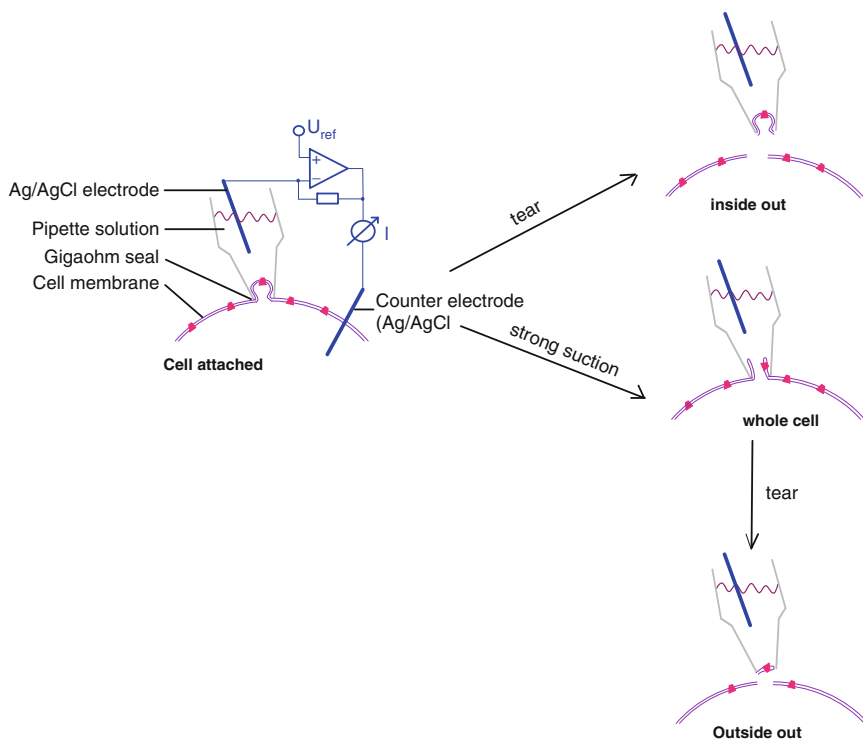 U_ref
+
−
Ag/AgCl electrode
Pipette solution
Gigaohm seal
Cell membrane
I
Counter electrode
(Ag/AgCl
Cell attached
tear
strong suction
inside out
whole cell
tear
Outside out